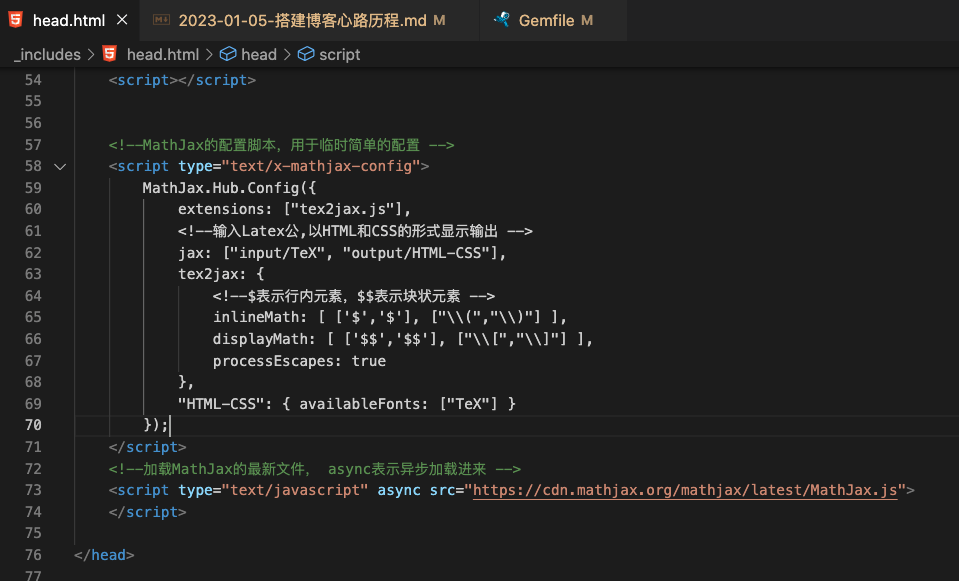 head.html
2023-01-05-搭建博客心路历程.md M
Gemfile M
_includes > head.html > head > script
54 <script></script>
55
56
57 <!--MathJax的配置脚本，用于临时简单的配置 -->
58 <script type="text/x-mathjax-config">
59 MathJax.Hub.Config({
60 extensions: ["tex2jax.js"],
61 <!--输入Latex公,以HTML和CSS的形式显示输出 -->
62 jax: ["input/TeX", "output/HTML-CSS"],
63 tex2jax: {
64 <!--$表示行内元素，$$表示块状元素 -->
65 inlineMath: [ ['$','$'], ["\\(","\\)"] ],
66 displayMath: [ ['$$','$$'], ["\\[","\\]"] ],
67 processEscapes: true
68 },
69 "HTML-CSS": { availableFonts: ["TeX"] }
70 });
71 </script>
72 <!--加载MathJax的最新文件， async表示异步加载进来 -->
73 <script type="text/javascript" async src="https://cdn.mathjax.org/mathjax/latest/MathJax.js">
74 </script>
75
76 </head>
77